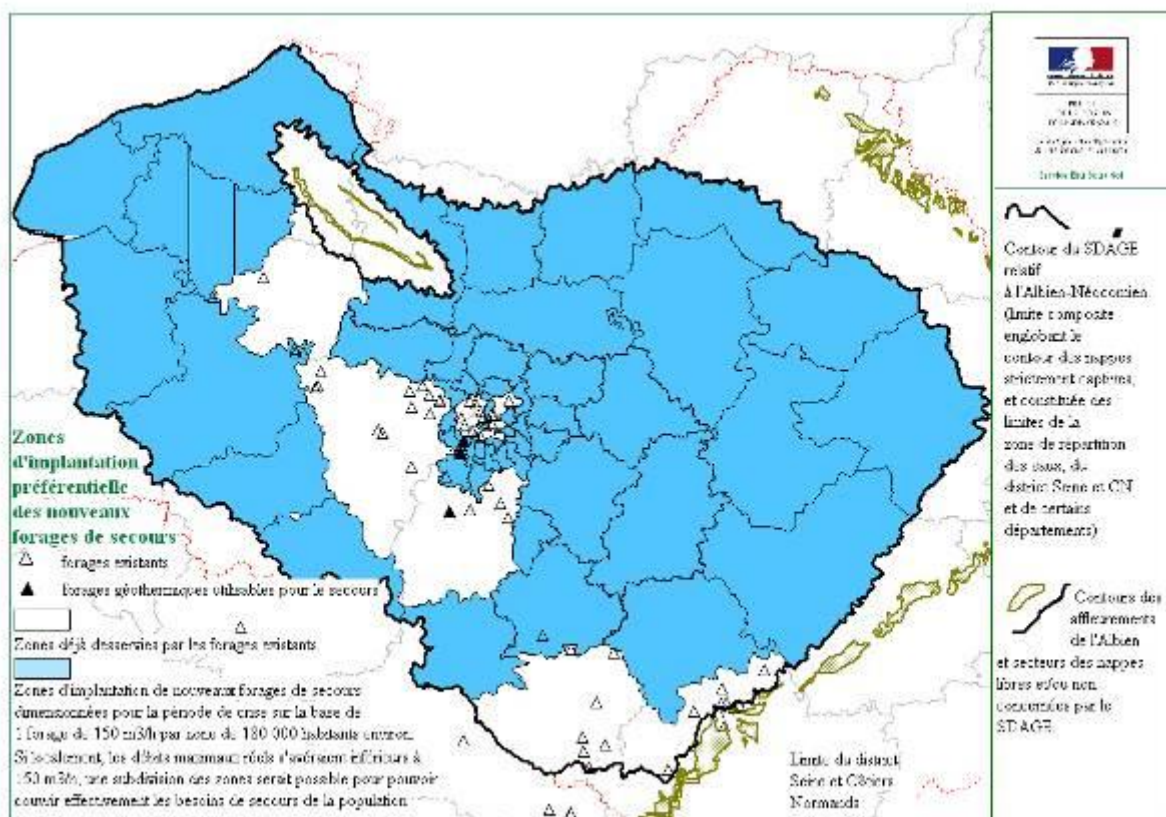 Zones
d'implantation
préférentielle
des nouveaux
forages de secours
forages existants
forages géothermiques utilisables pour le secours
Zones déjà desservies par les forages existants
Zones d'implantation de nouveaux forages de secours
dimensionnées pour la période de crise sur la base de
1 forage de 150 m3/h par zone de 180 000 habitants environ.
Si localement, les débits maximaux réels s'avéraient inférieurs à
150 m3/h, une subdivision des zones serait possible pour pouvoir
couvrir effectivement les besoins de secours de la population
Limite du district
Seine et Côtiers
Normands
Contour du SDAGE
relatif
à l'Albien-Néocomien
(limite composite
englobant le
contour des nappes
strictement captives,
et constituée des
limites de la
zone de répartition
des eaux, du
district Seine et CN
et de certains
départements)
Contours des
affleurements
de l'Albien
et secteurs des nappes
libres et/ou non
concernées par le
SDAGE